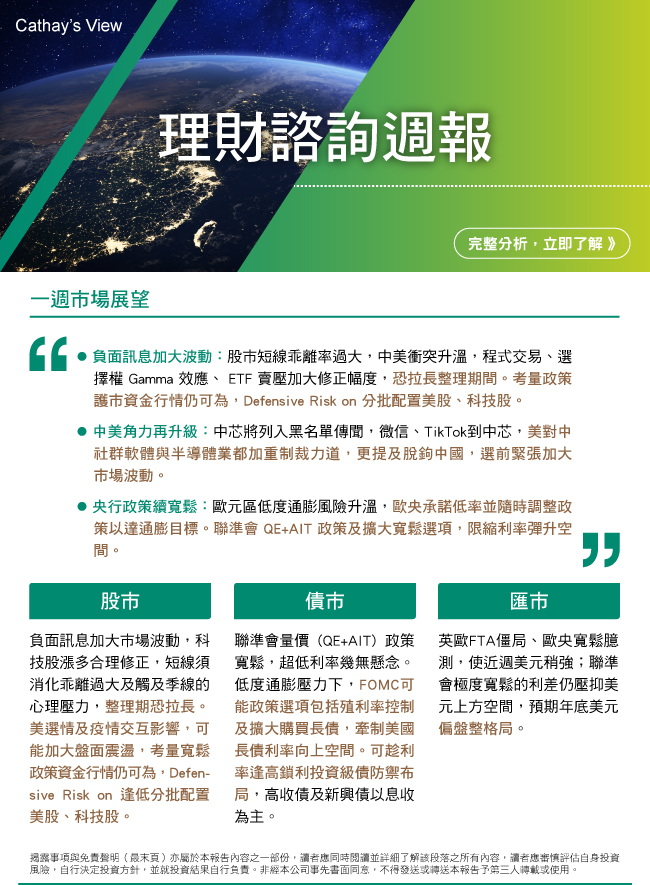 Cathay's View
理財諮詢週報
完整分析，立即了解 》
一週市場展望
● 負面訊息加大波動：股市短線乖離率過大，中美衝突升溫，程式交易、選
擇權 Gamma 效應、 ETF 賣壓加大修正幅度，恐拉長整理期間。考量政策
護市資金行情仍可為，Defensive Risk on 分批配置美股、科技股。
● 中美角力再升級：中芯將列入黑名單傳聞，微信、TikTok到中芯，美對中
社群軟體與半導體業都加重制裁力道，更提及脫鉤中國，選前緊張加大
市場波動。
● 央行政策續寬鬆：歐元區低度通膨風險升溫，歐央承諾低率並隨時調整政
策以達通膨目標。聯準會 QE+AIT 政策及擴大寬鬆選項，限縮利率彈升空
間。
股市
負面訊息加大市場波動，科
技股漲多合理修正，短線須
消化乖離過大及觸及季線的
心理壓力，整理期恐拉長。
美選情及疫情交互影響，可
能加大盤面震盪，考量寬鬆
政策資金行情仍可為，Defen-
sive Risk on 逢低分批配置
美股、科技股。
債市
聯準會量價（QE+AIT）政策
寬鬆，超低利率幾無懸念。
低度通膨壓力下，FOMC可
能政策選項包括殖利率控制
及擴大購買長債，牽制美國
長債利率向上空間。可趁利
率逢高鎖利投資級債防禦布
局，高收債及新興債以息收
為主。
匯市
英歐FTA僵局、歐央寬鬆臆
測，使近週美元稍強；聯準
會極度寬鬆的利差仍壓抑美
元上方空間，預期年底美元
偏盤整格局。
揭露事項與免責聲明（最末頁）亦屬於本報告內容之一部份，讀者應同時閱讀並詳細了解該段落之所有內容，讀者應審慎評估自身投資
風險，自行決定投資方針，並就投資結果自行負責。非經本公司事先書面同意，不得發送或轉送本報告予第三人轉載或使用。